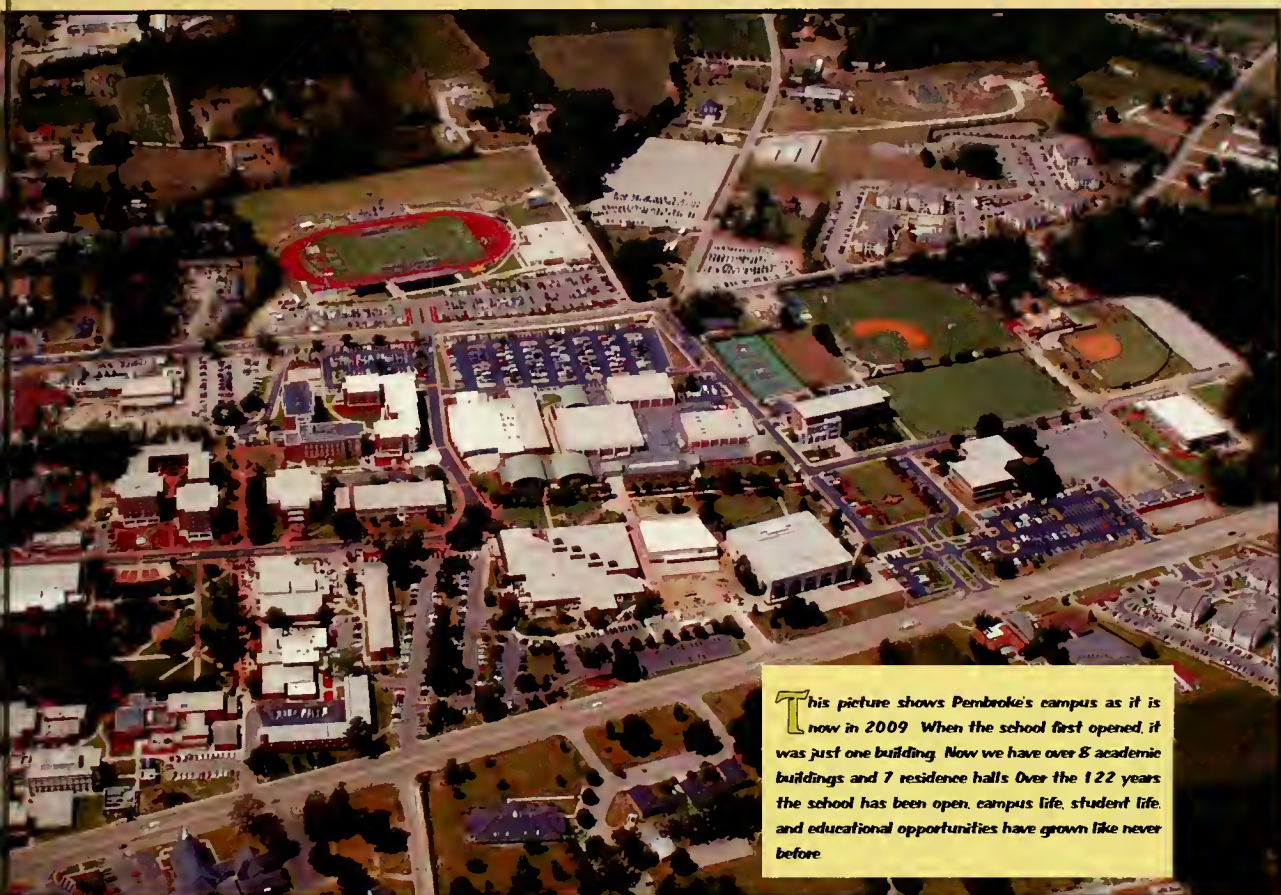 This picture shows Pembroke's campus as it is
now in 2009. When the school first opened, it
was just one building. Now we have over 8 academic
buildings and 7 residence halls. Over the 122 years
the school has been open, campus life, student life,
and educational opportunities have grown like never
before.